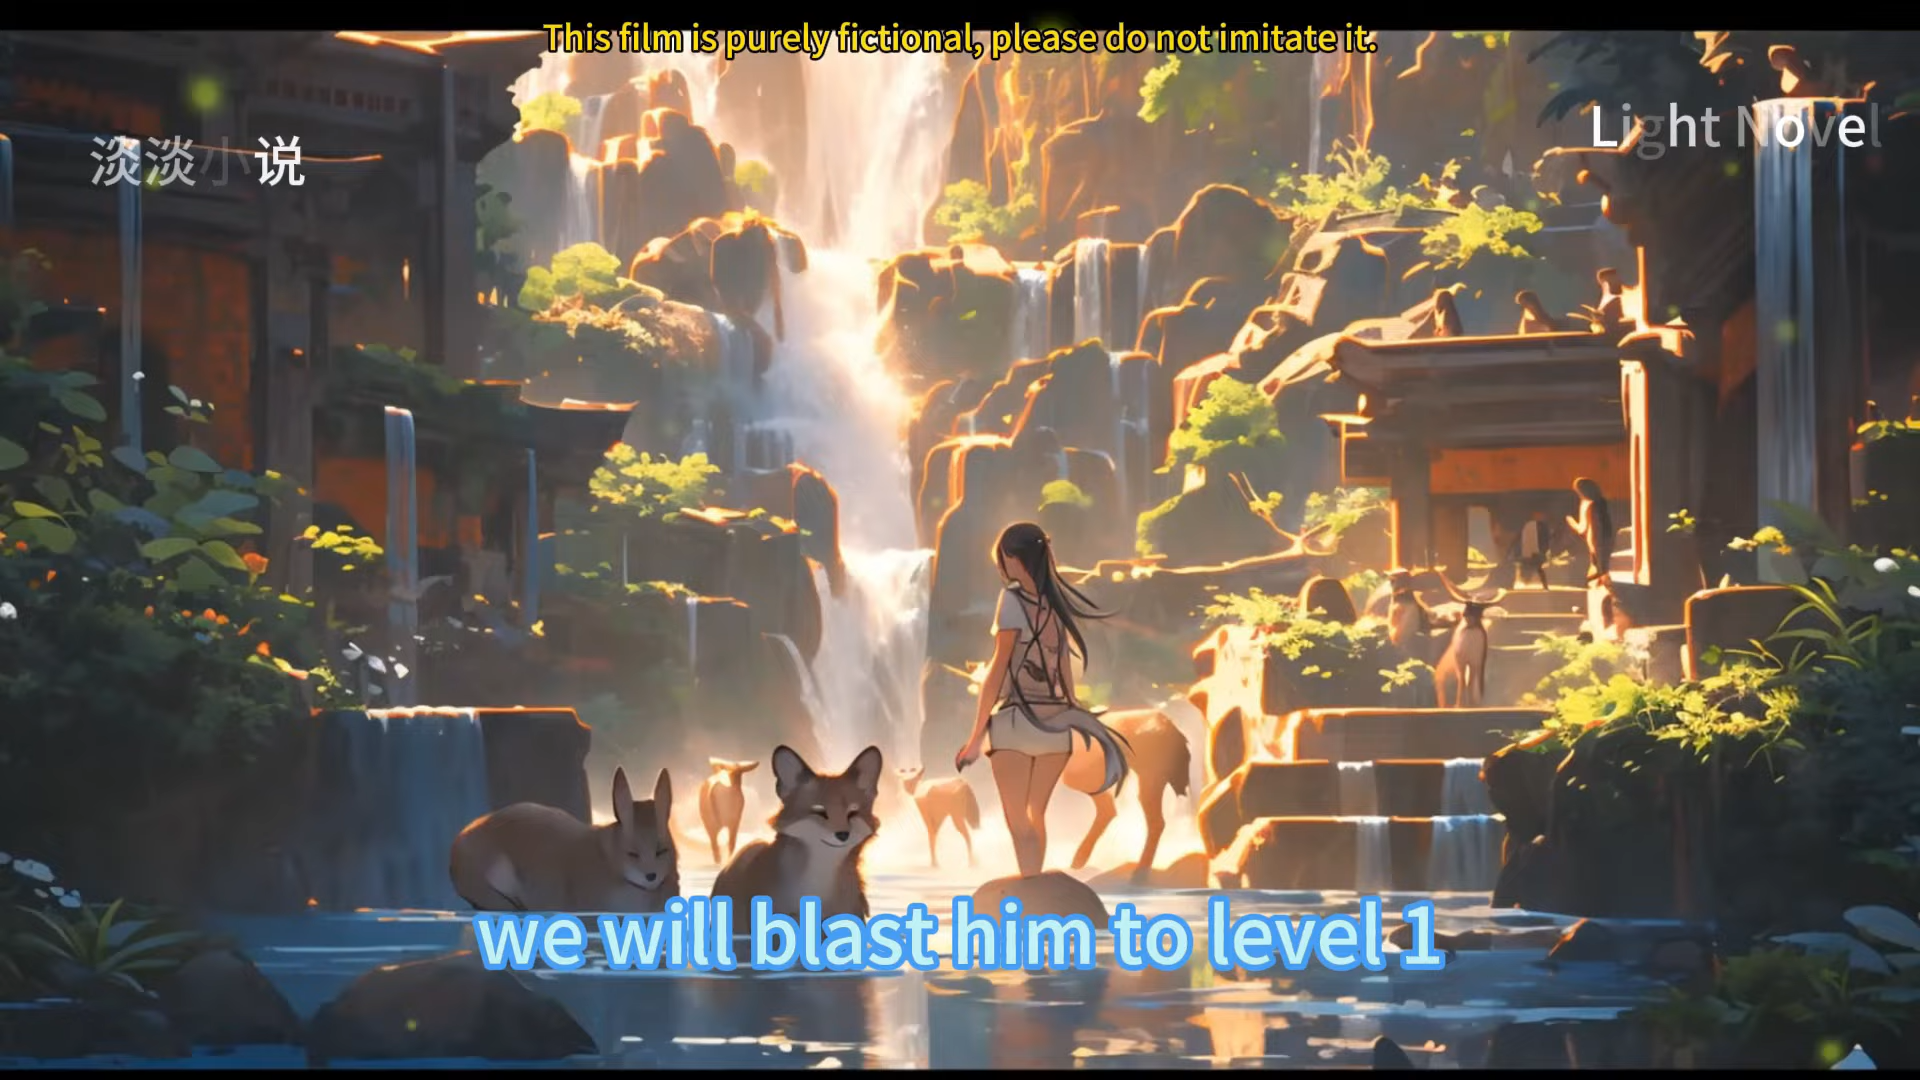 This film is purely fictional, please do not imitate it.
淡淡小说
Light Novel
we will blast him to level 1